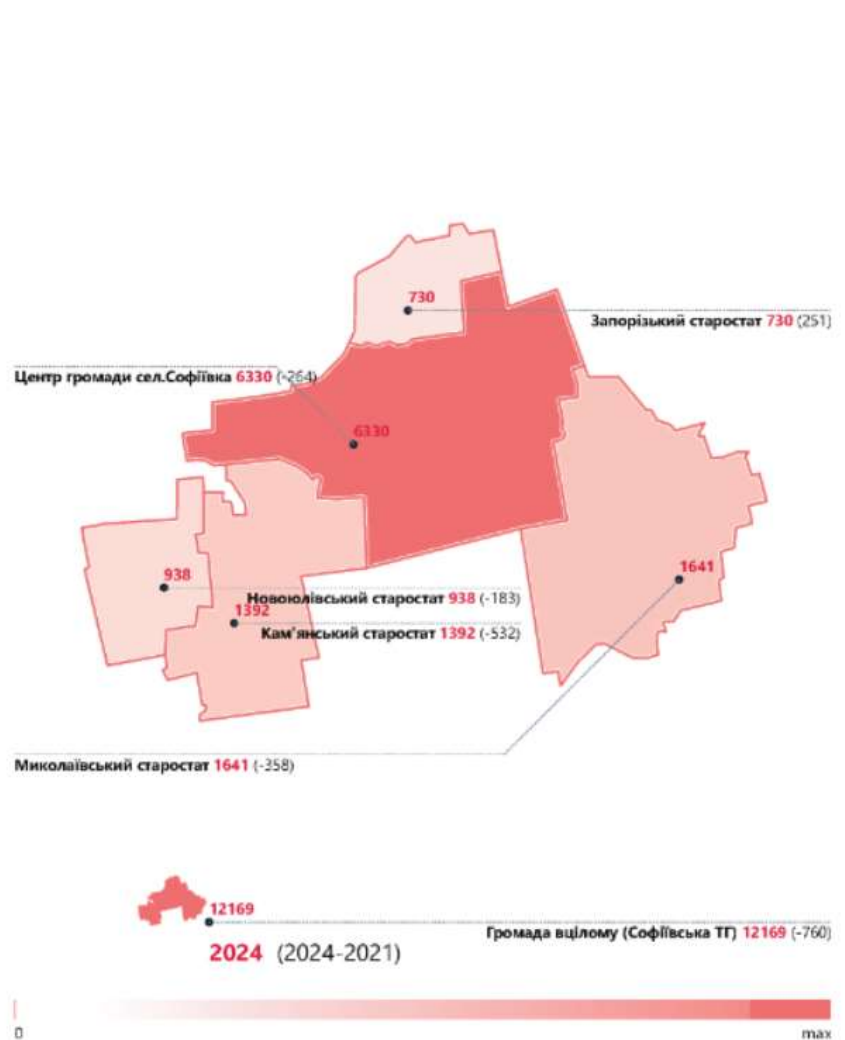 730
Запорізький старостат 730 (251)
Центр громади сел.Софіївка 6330 (-264)
6330
938
1641
Новоюлівський старостат 938 (-183)
1392
Кам'янський старостат 1392 (-532)
Миколаївський старостат 1641 (-358)
12169
Громада вцілому (Софіївська ТГ) 12169 (-760)
2024 (2024-2021)
0
max